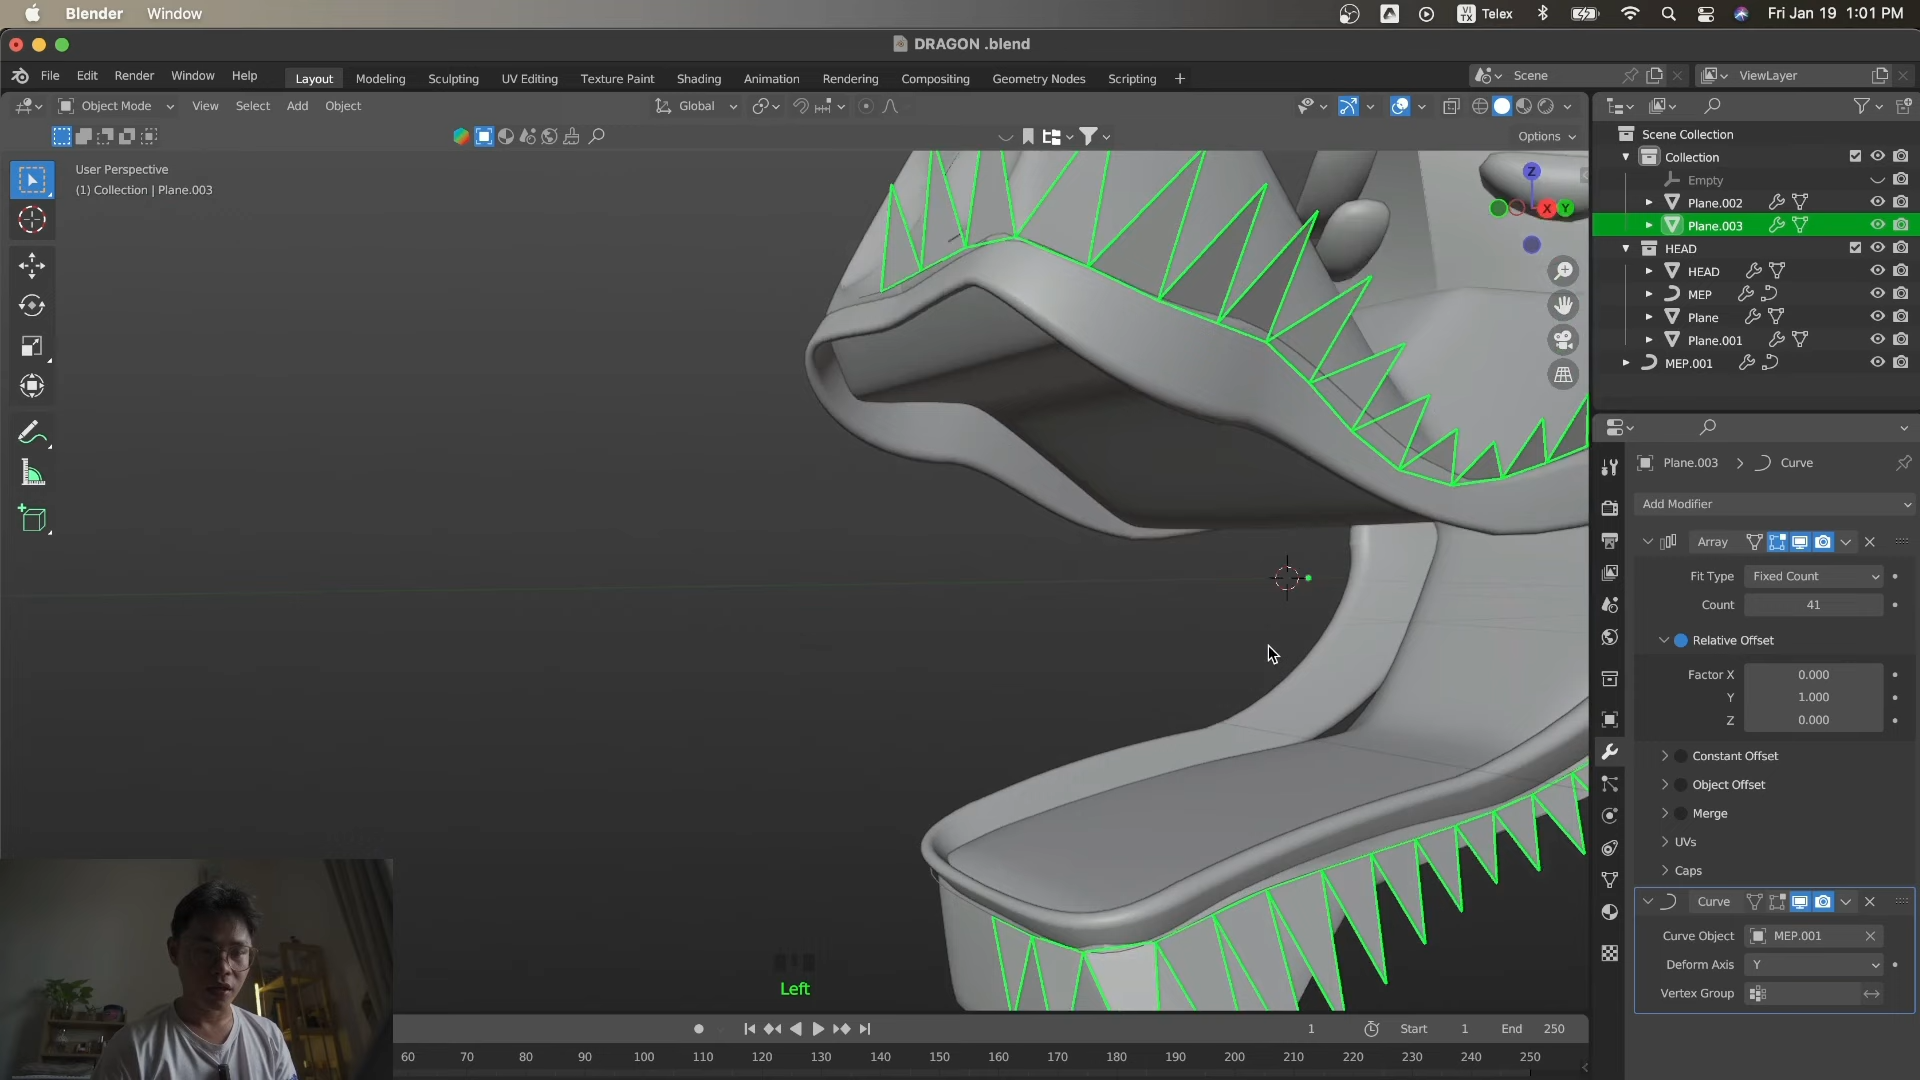 Blender Window
VI TX Telex Fri Jan 19 1:01 PM
DRAGON .blend
File Edit Render Window Help Layout Modeling Sculpting UV Editing Texture Paint Shading Animation Rendering Compositing Geometry Nodes Scripting + Scene ViewLayer
Object Mode View Select Add Object Global
Options
User Perspective
(1) Collection | Plane.003
Z
X Y
Scene Collection
Collection
Empty
Plane.002
Plane.003
HEAD
HEAD
MEP
Plane
Plane.001
MEP.001
Plane.003 > Curve
Add Modifier
Array
Fit Type Fixed Count
Count 41
Relative Offset
Factor X 0.000
Y 1.000
Z 0.000
Constant Offset
Object Offset
Merge
UVs
Caps
Curve
Curve Object MEP.001
Deform Axis Y
Vertex Group
Left
1 Start 1 End 250
60 70 80 90 100 110 120 130 140 150 160 170 180 190 200 210 220 230 240 250